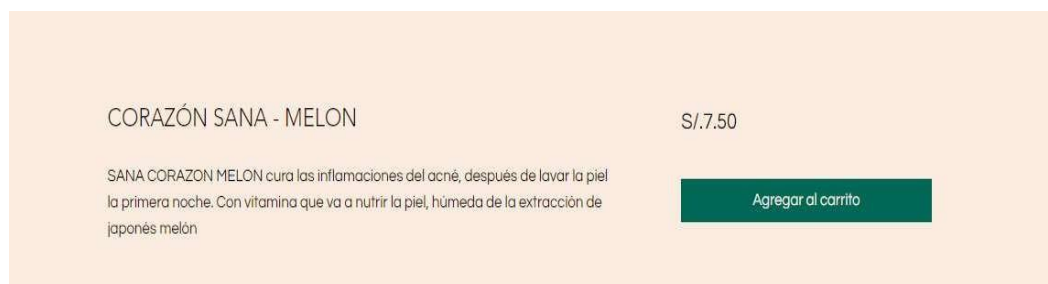 CORAZÓN SANA - MELON
S/.7.50
SANA CORAZON MELON cura las inflamaciones del acné, después de lavar la piel
la primera noche. Con vitamina que va a nutrir la piel, húmeda de la extracción de
japonés melón
Agregar al carrito